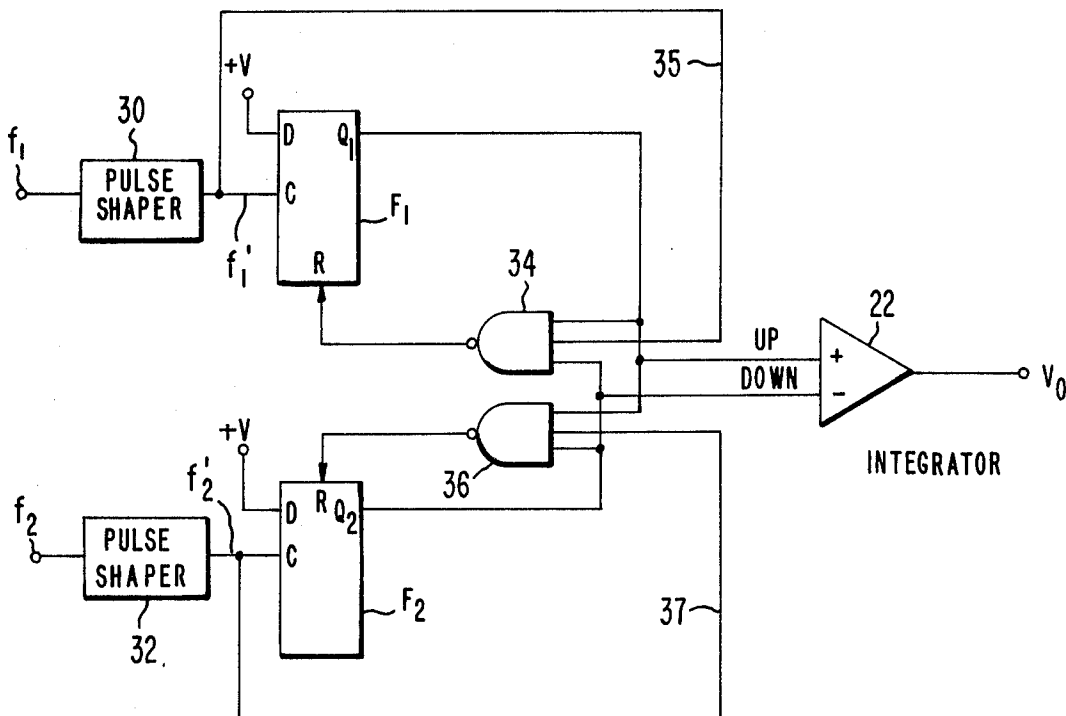 35
+V
30
f₁
PULSE
SHAPER
D
Q₁
C
F₁
f₁'
R
34
22
UP
+
DOWN
−
V₀
INTEGRATOR
+V
36
f₂'
R
D
Q₂
f₂
PULSE
SHAPER
C
F₂
37
32.